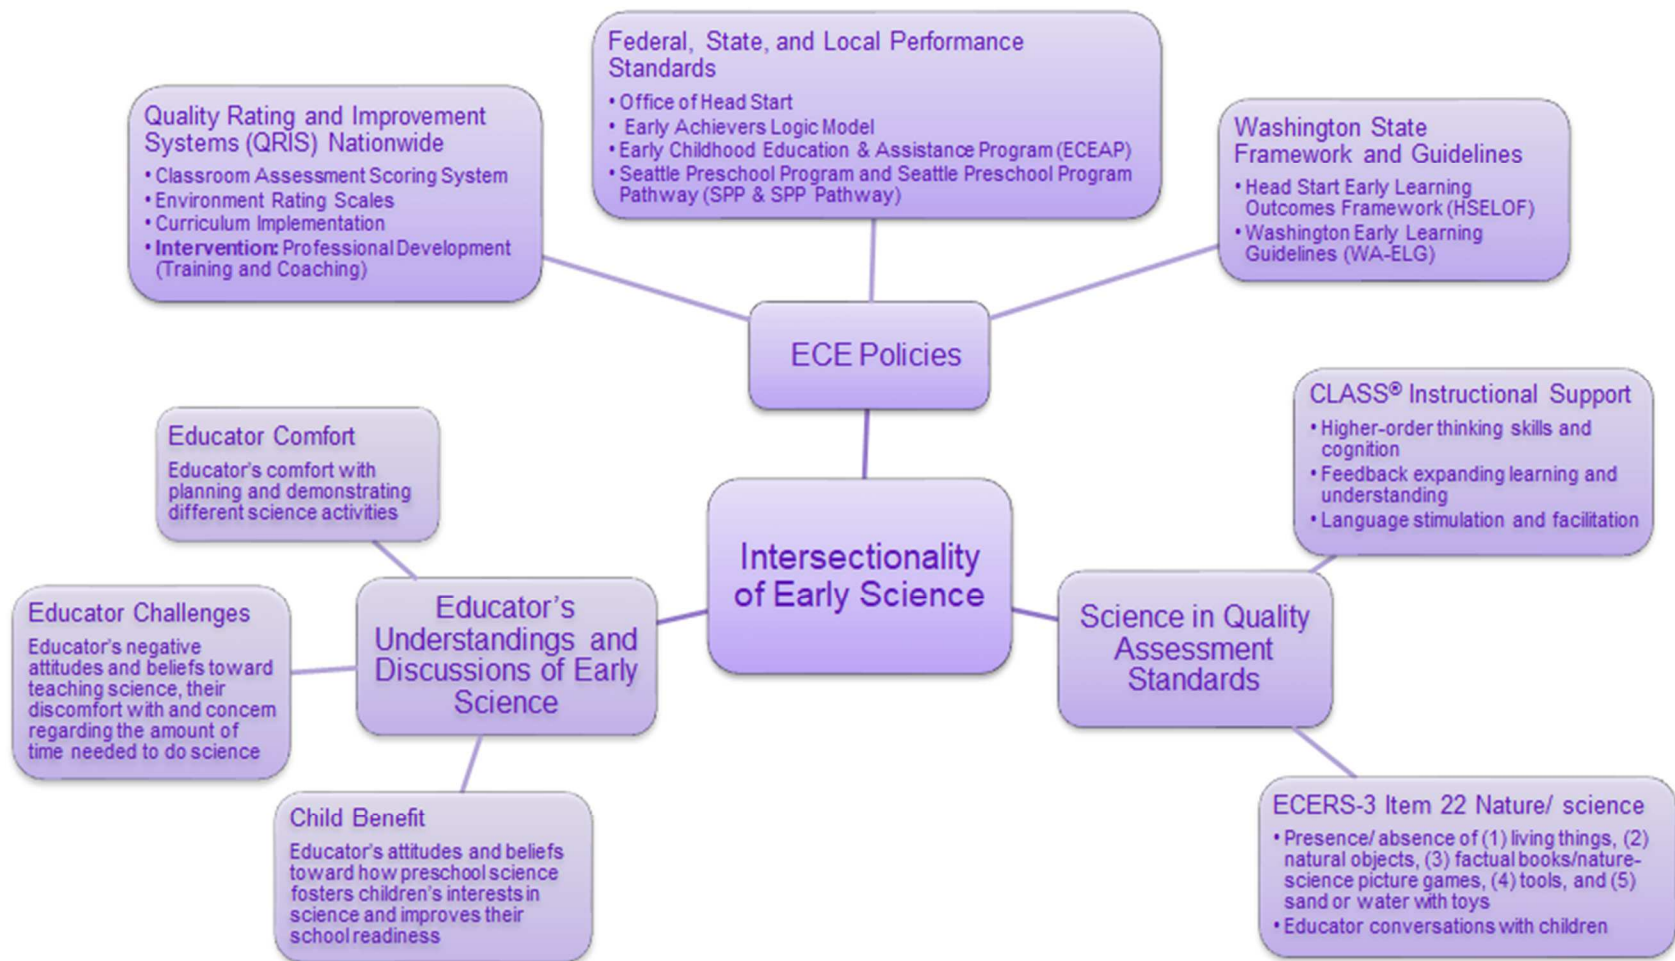 Federal, State, and Local Performance
Standards
• Office of Head Start
• Early Achievers Logic Model
• Early Childhood Education & Assistance Program (ECEAP)
• Seattle Preschool Program and Seattle Preschool Program
Pathway (SPP & SPP Pathway)
Quality Rating and Improvement
Systems (QRIS) Nationwide
• Classroom Assessment Scoring System
• Environment Rating Scales
• Curriculum Implementation
• Intervention: Professional Development
(Training and Coaching)
Washington State
Framework and Guidelines
• Head Start Early Learning
Outcomes Framework (HSELOF)
• Washington Early Learning
Guidelines (WA-ELG)
ECE Policies
CLASS® Instructional Support
• Higher-order thinking skills and
cognition
• Feedback expanding learning and
understanding
• Language stimulation and facilitation
Educator Comfort
Educator’s comfort with
planning and demonstrating
different science activities
Intersectionality
of Early Science
Educator Challenges
Educator’s negative
attitudes and beliefs toward
teaching science, their
discomfort with and concern
regarding the amount of
time needed to do science
Educator’s
Understandings and
Discussions of Early
Science
Science in Quality
Assessment
Standards
Child Benefit
Educator’s attitudes and beliefs
toward how preschool science
fosters children’s interests in
science and improves their
school readiness
ECERS-3 Item 22 Nature/ science
• Presence/ absence of (1) living things, (2)
natural objects, (3) factual books/nature-
science picture games, (4) tools, and (5)
sand or water with toys
• Educator conversations with children